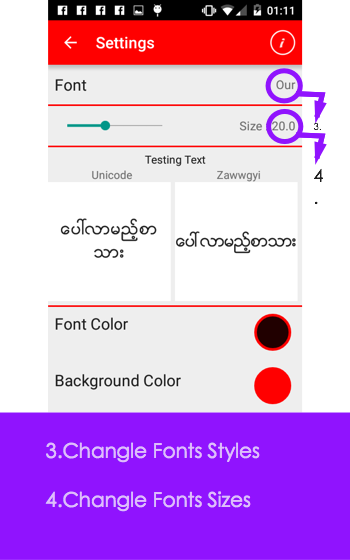 01:11
Settings
Font
Our
3.
Size 20.0
4
.
Testing Text
Unicode Zawwgyi
ပေါ်လာမည့်စာ
သား
ပေါ်လာမည့်စာသား
Font Color
Background Color
3.Changle Fonts Styles
4.Changle Fonts Sizes